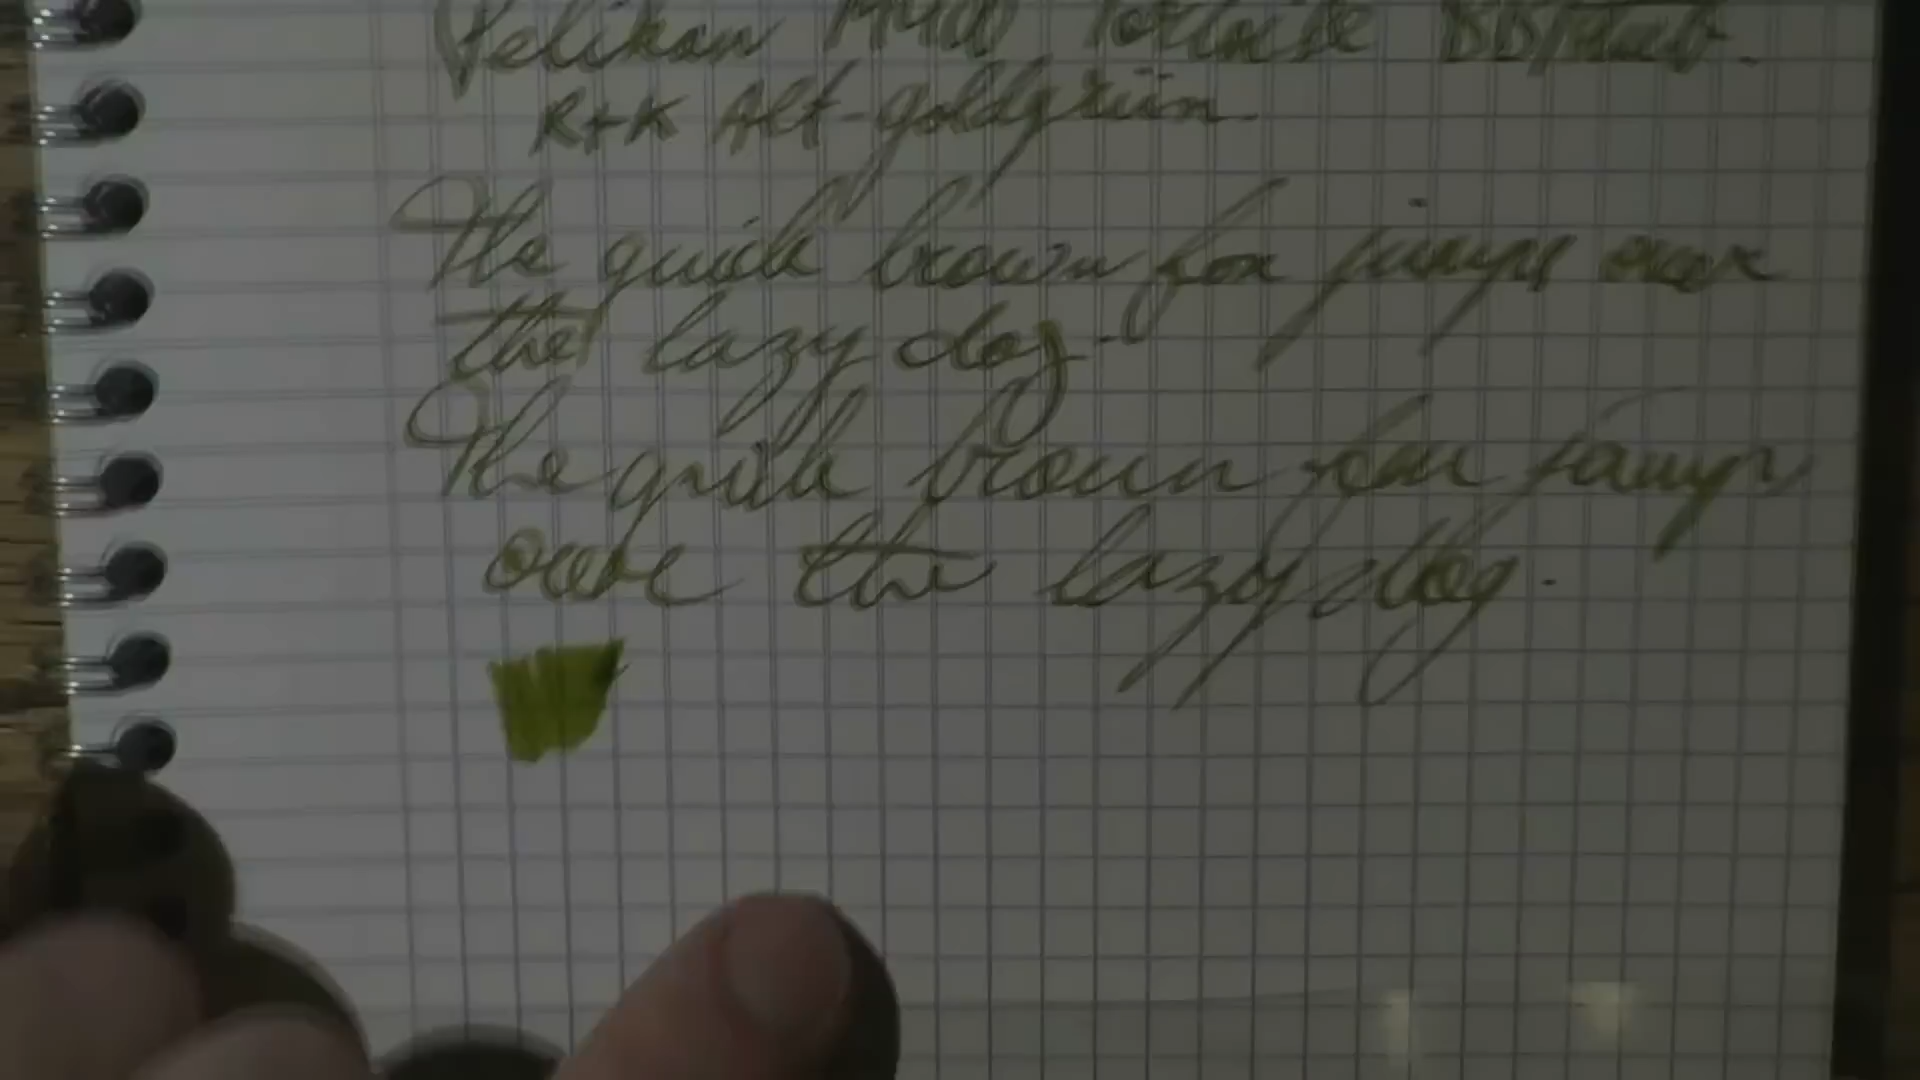 Pelikan M400 Tortoise
R+K Alt-goldgrün
The quick brown fox jumps over
the lazy dog.
The quick brown fox jumps
over the lazy dog.